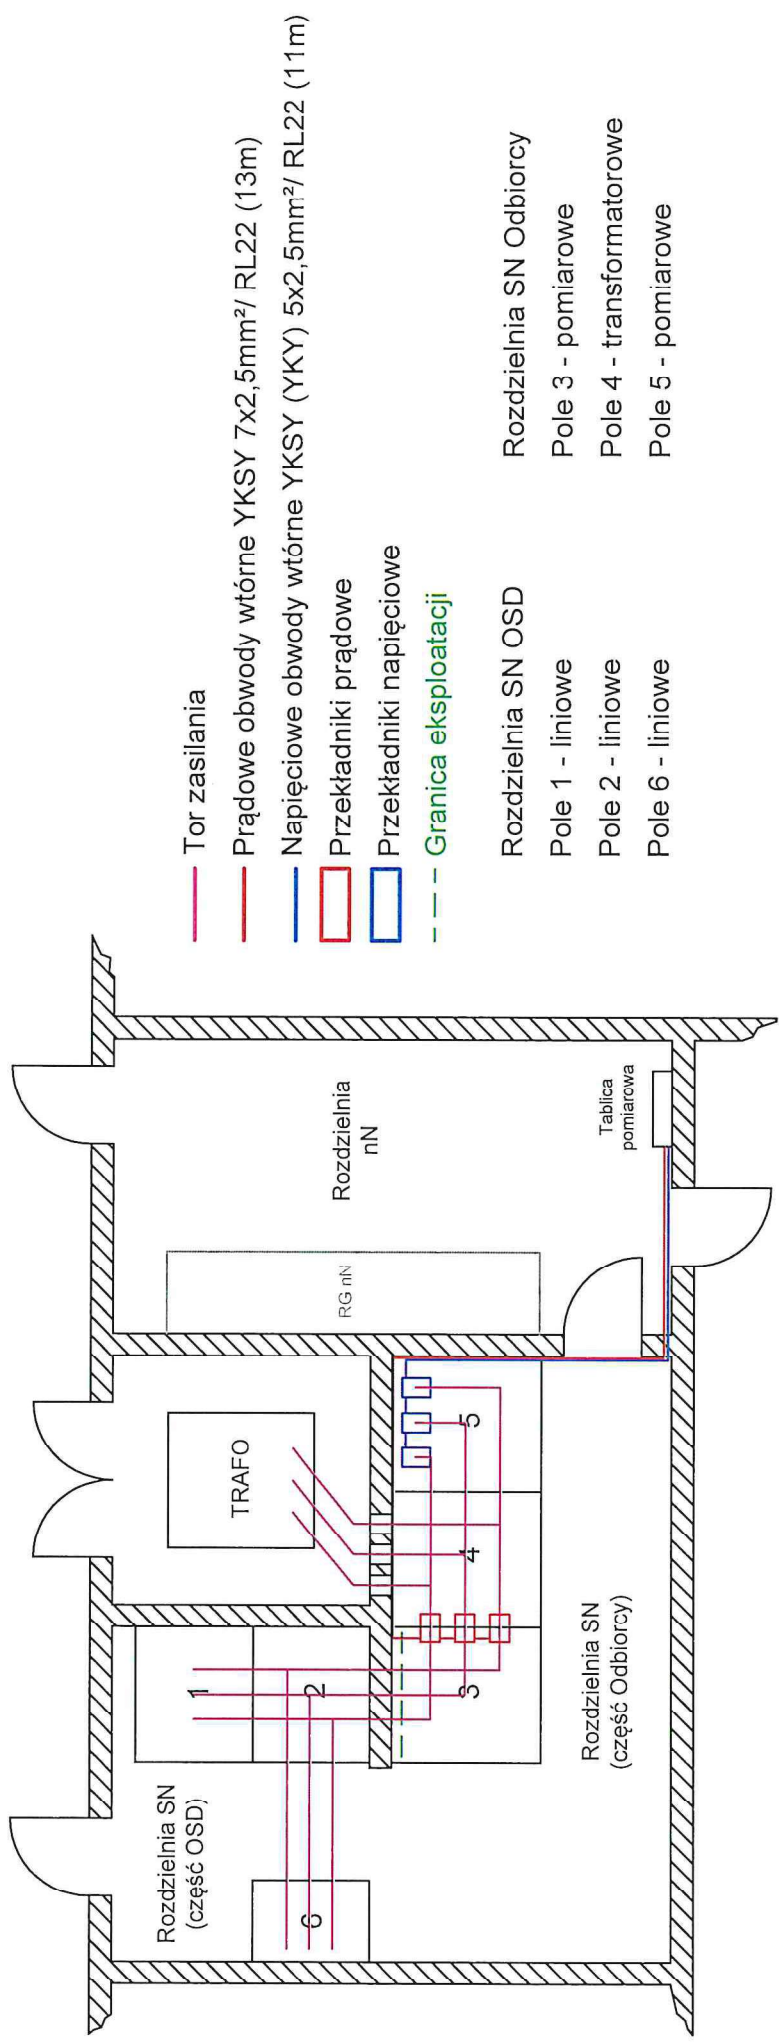 Rozdzielnia SN
(część OSD)
6
1
2
3
4
5
TRAFO
RG nN
Rozdzielnia
nN
Tablica
pomiarowa
Rozdzielnia SN
(część Odbiorcy)
Tor zasilania
Prądowe obwody wtórne YKSY 7x2,5mm²/ RL22 (13m)
Napięciowe obwody wtórne YKSY (YKY) 5x2,5mm²/ RL22 (11m)
Przekładniki prądowe
Przekładniki napięciowe
Granica eksploatacji
Rozdzielnia SN OSD
Pole 1 - liniowe
Pole 2 - liniowe
Pole 6 - liniowe
Rozdzielnia SN Odbiorcy
Pole 3 - pomiarowe
Pole 4 - transformatorowe
Pole 5 - pomiarowe